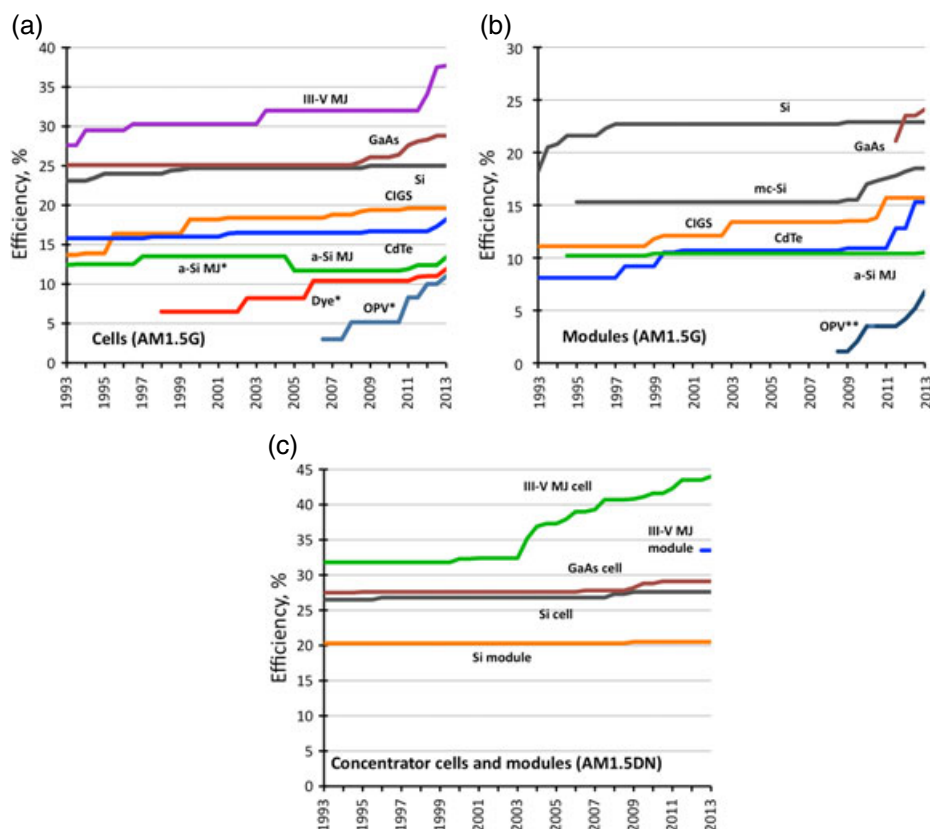 (a)
40
35
30
25
20
15
10
5
0
Efficiency, %
III-V MJ
GaAs
Si
CIGS
CdTe
a-Si MJ*
a-Si MJ
Dye*
OPV*
Cells (AM1.5G)
1993
1995
1997
1999
2001
2003
2005
2007
2009
2011
2013
(b)
30
25
20
15
10
5
0
Efficiency, %
Si
GaAs
mc-Si
CIGS
CdTe
a-Si MJ
OPV**
Modules (AM1.5G)
1993
1995
1997
1999
2001
2003
2005
2007
2009
2011
2013
(c)
45
40
35
30
25
20
15
10
5
0
Efficiency, %
III-V MJ cell
III-V MJ
module
GaAs cell
Si cell
Si module
Concentrator cells and modules (AM1.5DN)
1993
1995
1997
1999
2001
2003
2005
2007
2009
2011
2013